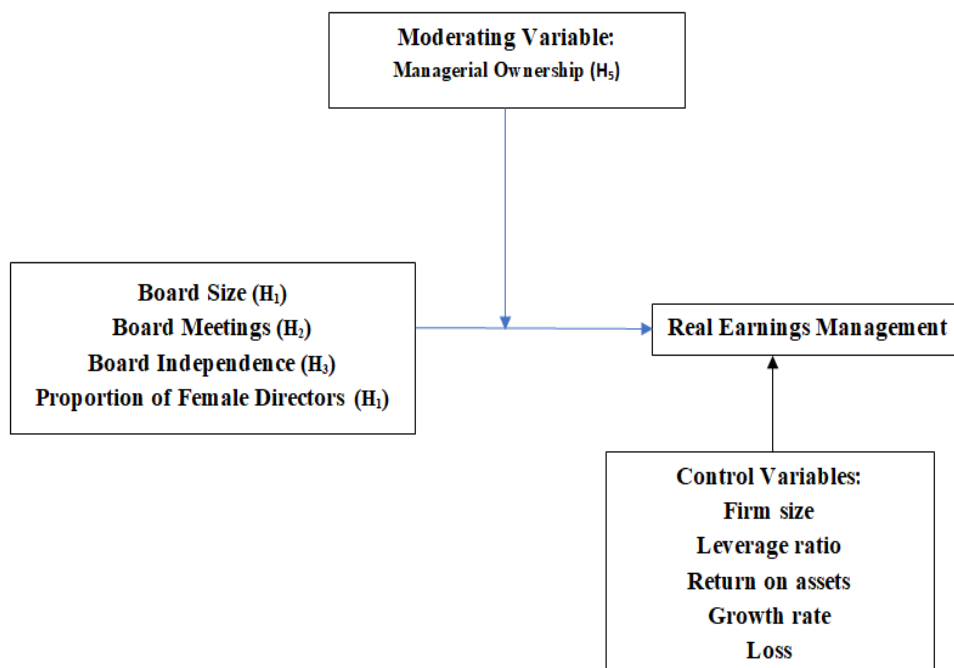 Moderating Variable:
Managerial Ownership (H₅)
Board Size (H₁)
Board Meetings (H₂)
Board Independence (H₃)
Proportion of Female Directors (H₁)
Real Earnings Management
Control Variables:
Firm size
Leverage ratio
Return on assets
Growth rate
Loss